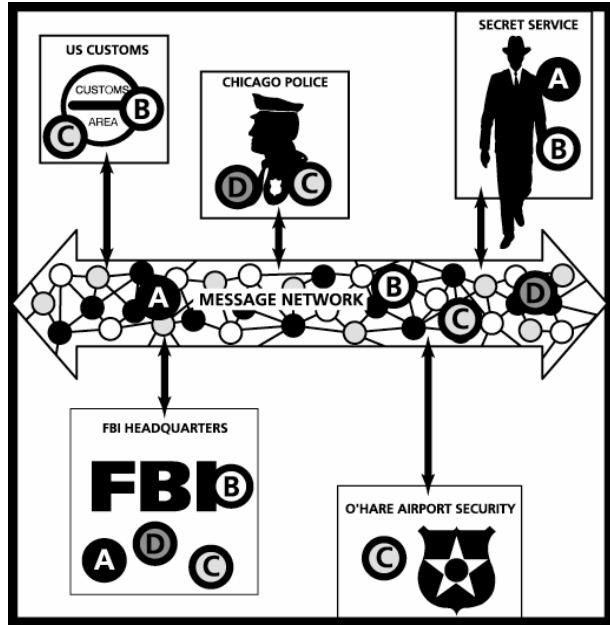 US CUSTOMS
CUSTOMS
B
C
AREA
CHICAGO POLICE
D
C
SECRET SERVICE
A
B
A
MESSAGE NETWORK
B
C
D
FBI HEADQUARTERS
FBI
B
A
D
C
O'HARE AIRPORT SECURITY
C